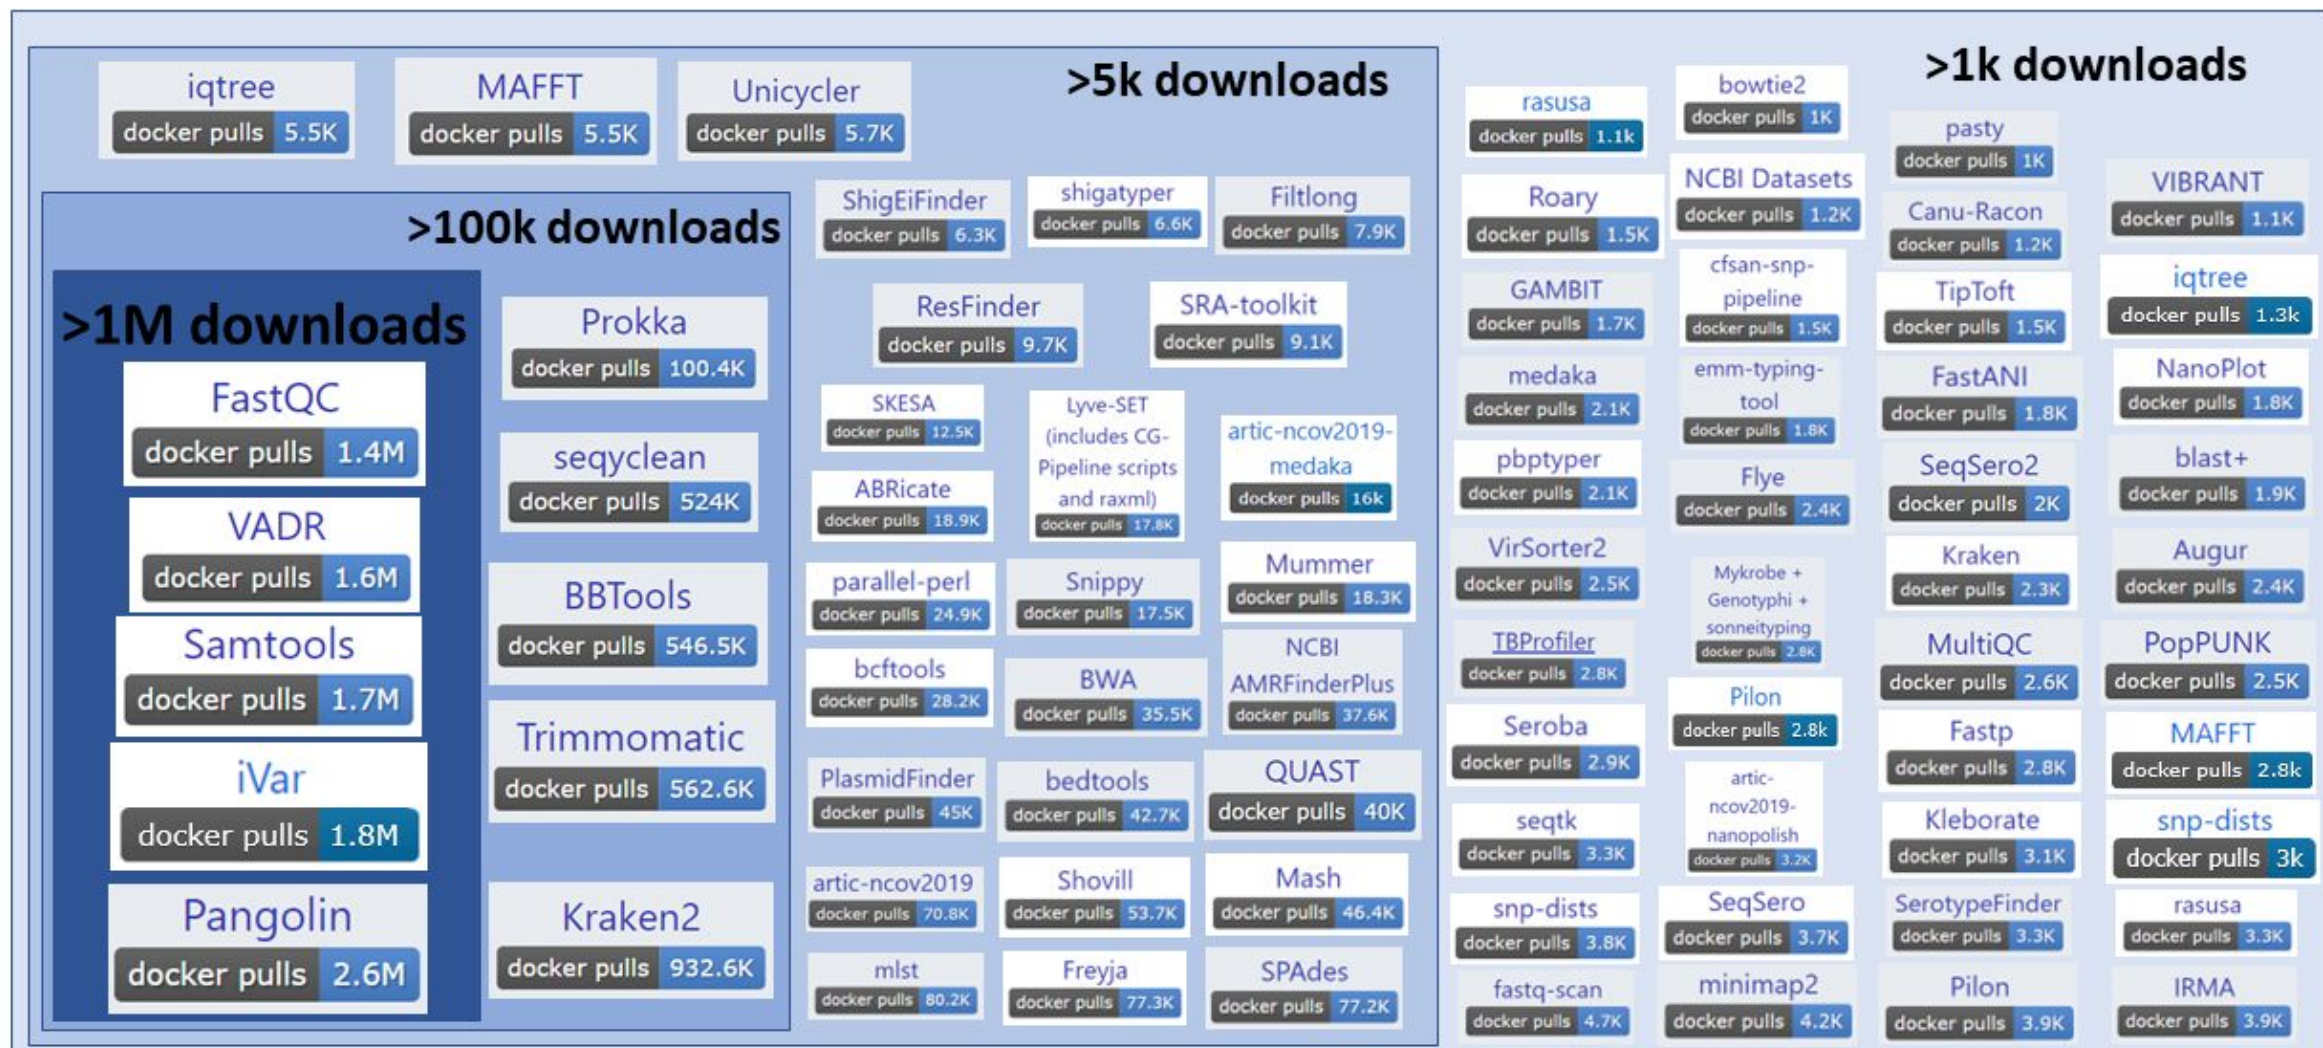 >5k downloads
iqtree
docker pulls 5.5K
MAFFT
docker pulls 5.5K
Unicycler
docker pulls 5.7K
ShigEiFinder
docker pulls 6.3K
shigatyper
docker pulls 6.6K
Filtlong
docker pulls 7.9K
ResFinder
docker pulls 9.7K
SRA-toolkit
docker pulls 9.1K
SKESA
docker pulls 12.5K
Lyve-SET
(includes CG-
Pipeline scripts
and raxml)
docker pulls 17.8K
artic-ncov2019-
medaka
docker pulls 16k
ABRicate
docker pulls 18.9K
parallel-perl
docker pulls 24.9K
Snippy
docker pulls 17.5K
Mummer
docker pulls 18.3K
bcftools
docker pulls 28.2K
BWA
docker pulls 35.5K
NCBI
AMRFinderPlus
docker pulls 37.6K
PlasmidFinder
docker pulls 45K
bedtools
docker pulls 42.7K
QUAST
docker pulls 40K
artic-ncov2019
docker pulls 70.8K
Shovill
docker pulls 53.7K
Mash
docker pulls 46.4K
mlst
docker pulls 80.2K
Freyja
docker pulls 77.3K
SPAdes
docker pulls 77.2K
>100k downloads
Prokka
docker pulls 100.4K
seqyclean
docker pulls 524K
BBTools
docker pulls 546.5K
Trimmomatic
docker pulls 562.6K
Kraken2
docker pulls 932.6K
>1M downloads
FastQC
docker pulls 1.4M
VADR
docker pulls 1.6M
Samtools
docker pulls 1.7M
iVar
docker pulls 1.8M
Pangolin
docker pulls 2.6M
>1k downloads
rasusa
docker pulls 1.1k
bowtie2
docker pulls 1K
pasty
docker pulls 1K
Roary
docker pulls 1.5K
NCBI Datasets
docker pulls 1.2K
Canu-Racon
docker pulls 1.2K
VIBRANT
docker pulls 1.1K
GAMBIT
docker pulls 1.7K
cfsan-snp-
pipeline
docker pulls 1.5K
TipToft
docker pulls 1.5K
iqtree
docker pulls 1.3k
medaka
docker pulls 2.1K
emm-typing-
tool
docker pulls 1.8K
FastANI
docker pulls 1.8K
NanoPlot
docker pulls 1.8K
pbptyper
docker pulls 2.1K
Flye
docker pulls 2.4K
SeqSero2
docker pulls 2K
blast+
docker pulls 1.9K
VirSorter2
docker pulls 2.5K
Mykrobe +
Genotyphi +
sonneityping
docker pulls 2.8K
Kraken
docker pulls 2.3K
Augur
docker pulls 2.4K
TBProfiler
docker pulls 2.8K
Pilon
docker pulls 2.8k
MultiQC
docker pulls 2.6K
PopPUNK
docker pulls 2.5K
Seroba
docker pulls 2.9K
artic-
ncov2019-
nanopolish
docker pulls 3.2K
Fastp
docker pulls 2.8K
MAFFT
docker pulls 2.8k
seqtk
docker pulls 3.3K
Kleborate
docker pulls 3.1K
snp-dists
docker pulls 3k
snp-dists
docker pulls 3.8K
SeqSero
docker pulls 3.7K
SerotypeFinder
docker pulls 3.3K
rasusa
docker pulls 3.3K
fastq-scan
docker pulls 4.7K
minimap2
docker pulls 4.2K
Pilon
docker pulls 3.9K
IRMA
docker pulls 3.9K